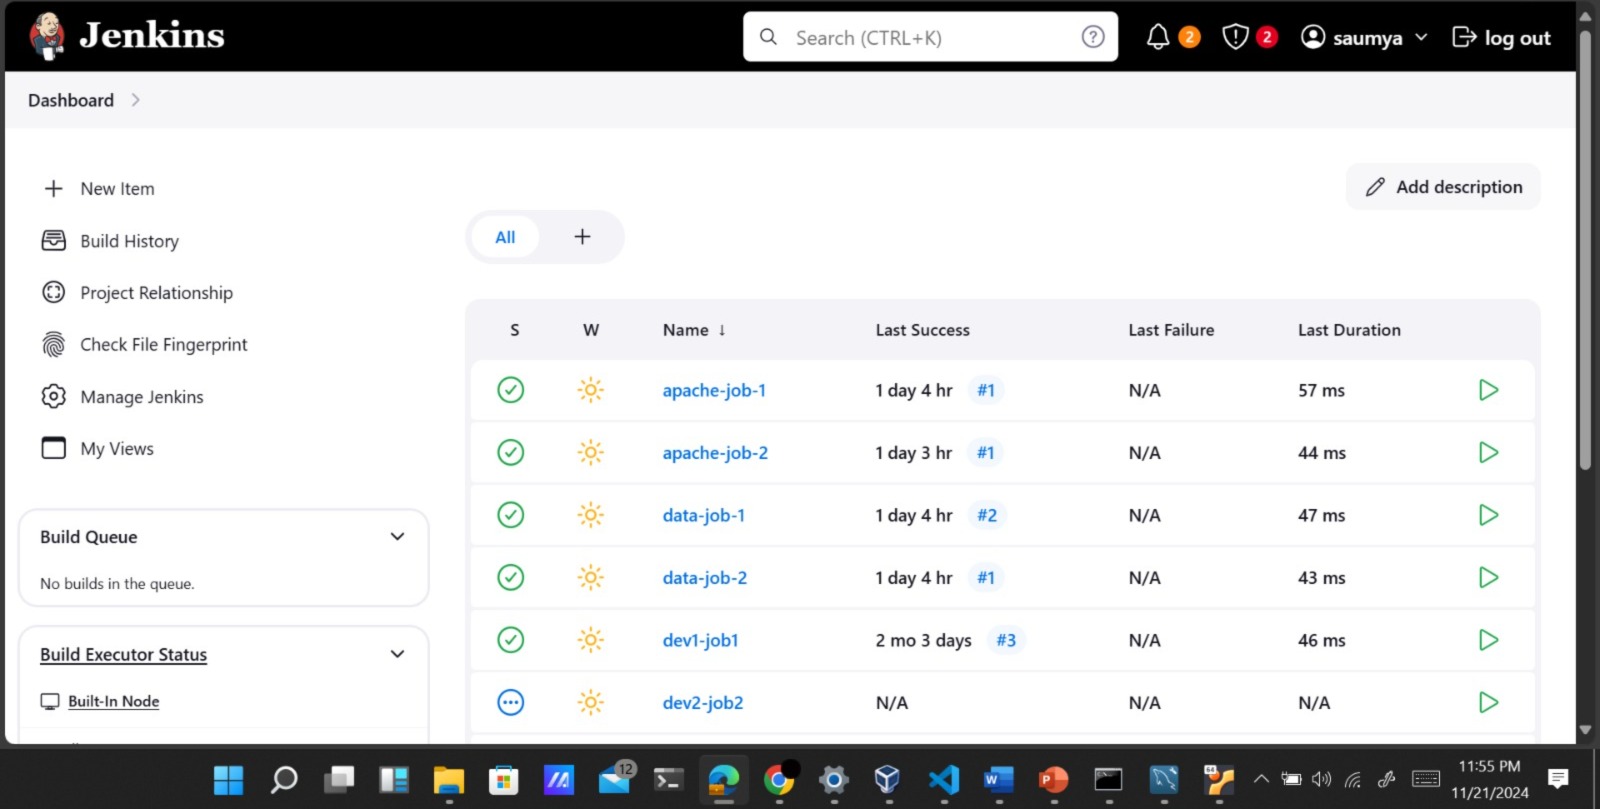 Jenkins
Search (CTRL+K)
?
2
2
saumya
log out
Dashboard
New Item
Build History
Project Relationship
Check File Fingerprint
Manage Jenkins
My Views
Build Queue
No builds in the queue.
Build Executor Status
Built-In Node
Add description
All +
S W Name ↓ Last Success Last Failure Last Duration
apache-job-1 1 day 4 hr #1 N/A 57 ms
apache-job-2 1 day 3 hr #1 N/A 44 ms
data-job-1 1 day 4 hr #2 N/A 47 ms
data-job-2 1 day 4 hr #1 N/A 43 ms
dev1-job1 2 mo 3 days #3 N/A 46 ms
dev2-job2 N/A N/A N/A
12
W
P
64
11:55 PM
11/21/2024